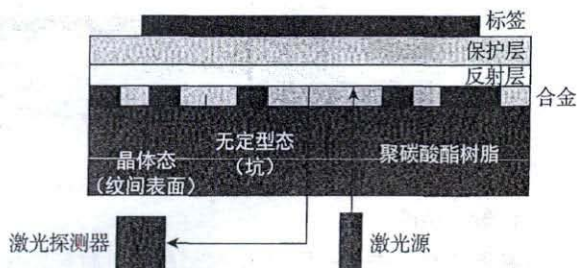 标签
保护层
反射层
合金
无定型态
(坑)
晶体态
(纹间表面)
聚碳酸酯树脂
激光探测器
激光源